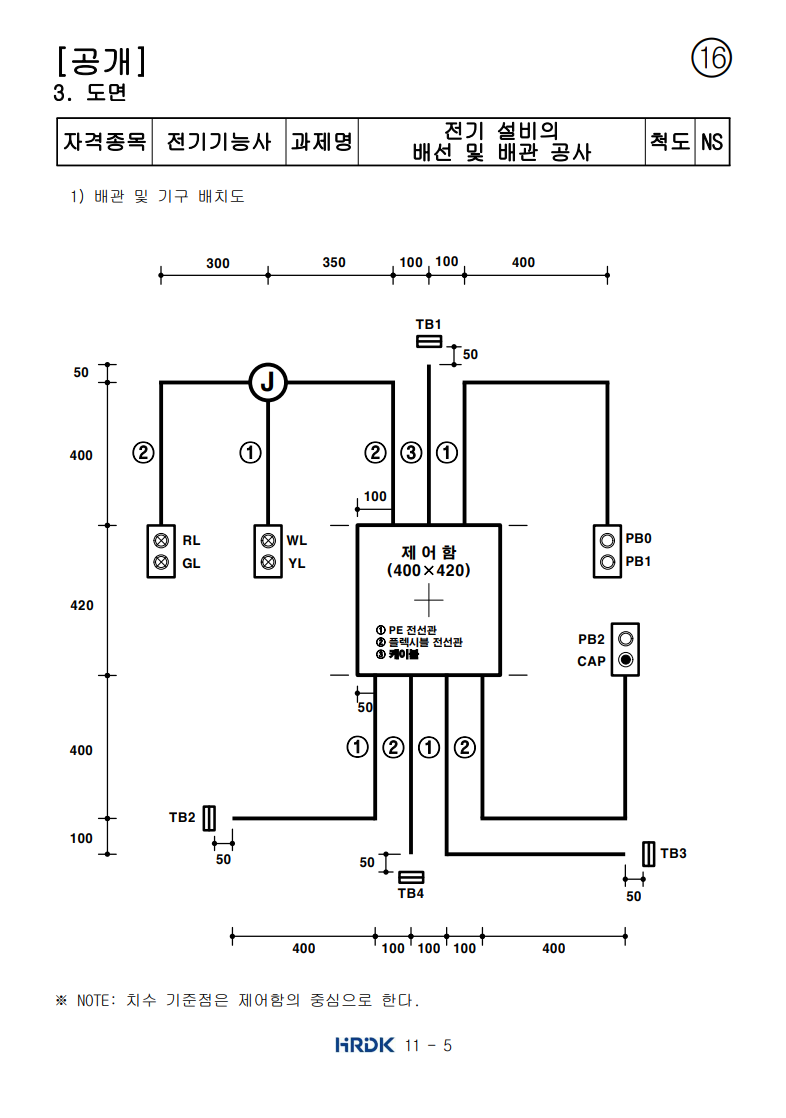 [공개]
⑯
3. 도면
자격종목 전기기능사 과제명 전기 설비의 배선 및 배관 공사 척도 NS
1) 배관 및 기구 배치도
300 350 100 100 400
TB1
50
50
J
400
② ① ② ③ ①
100
RL
GL
WL
YL
제어함
(400×420)
PB0
PB1
420
① PE 전선관
② 플렉시블 전선관
③ 케이블
PB2
CAP
50
400
① ② ① ②
TB2
50
100
50
TB4
TB3
50
400 100 100 100 400
※ NOTE: 치수 기준점은 제어함의 중심으로 한다.
HRDK 11 - 5